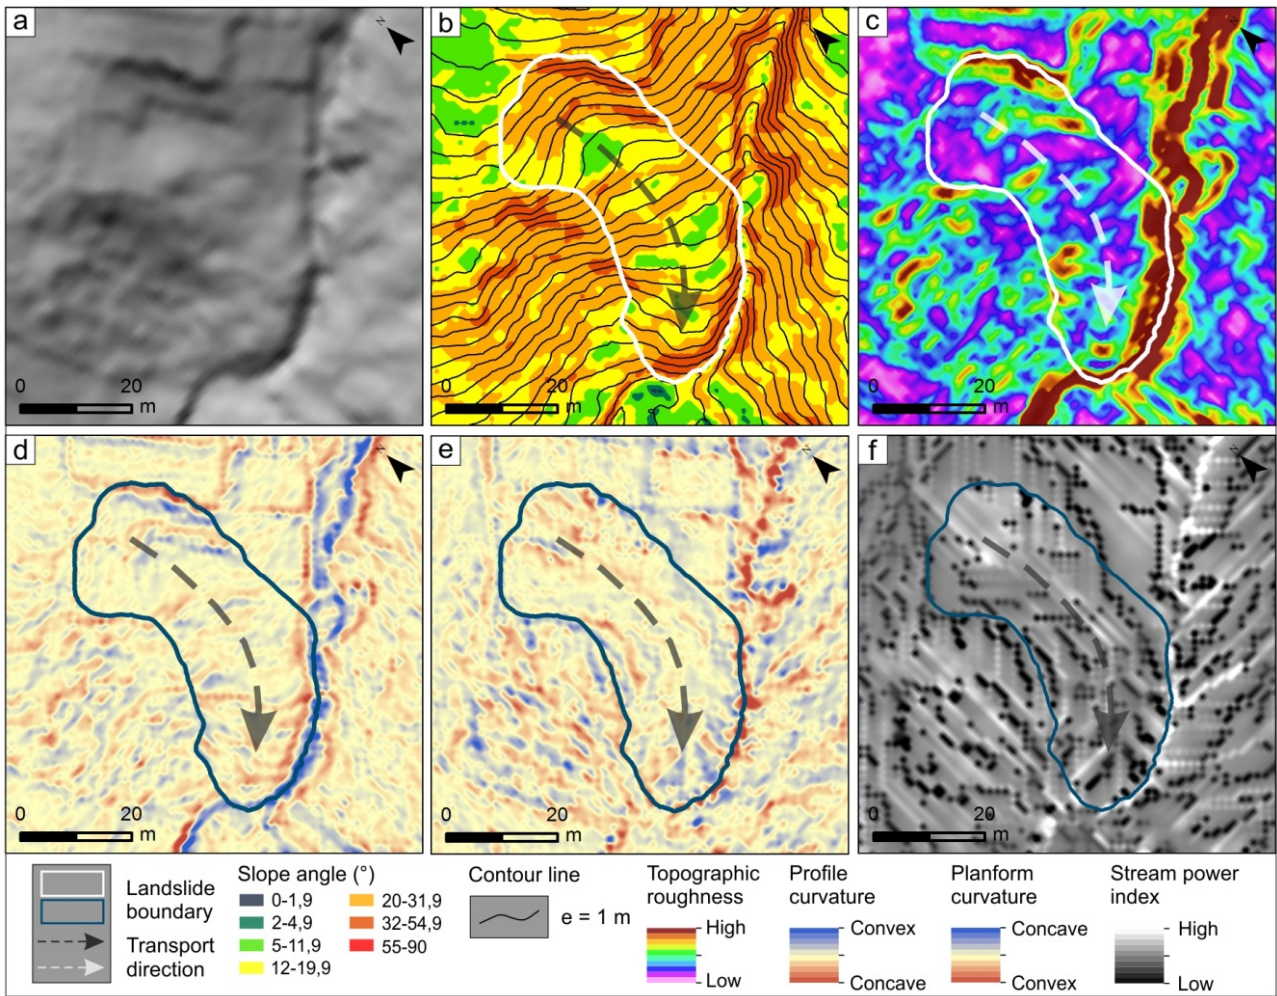 a
b
c
N
N
N
0 20 m
0 20 m
0 20 m
d
e
f
N
N
N
0 20 m
0 20 m
0 20 m
Landslide
boundary
Transport
direction
Slope angle (°)
0-1,9
2-4,9
5-11,9
12-19,9
20-31,9
32-54,9
55-90
Contour line
e = 1 m
Topographic
roughness
High
Low
Profile
curvature
Convex
Concave
Planform
curvature
Concave
Convex
Stream power
index
High
Low